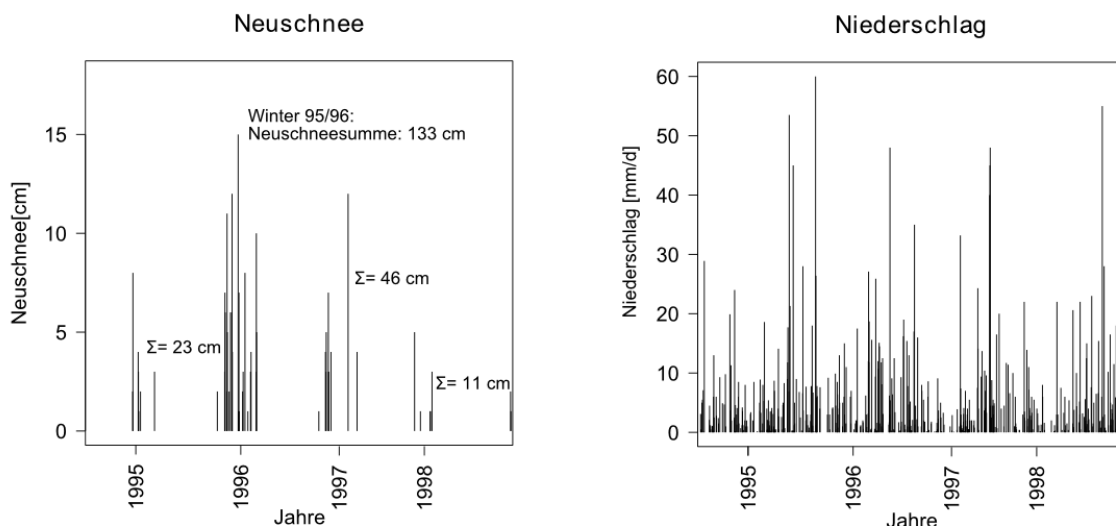 Neuschnee
Neuschnee[cm]
15
10
5
0
Winter 95/96:
Neuschneesumme: 133 cm
Σ= 46 cm
Σ= 23 cm
Σ= 11 cm
1995
1996
1997
1998
Jahre
Niederschlag
Niederschlag [mm/d]
60
50
40
30
20
10
0
1995
1996
1997
1998
Jahre